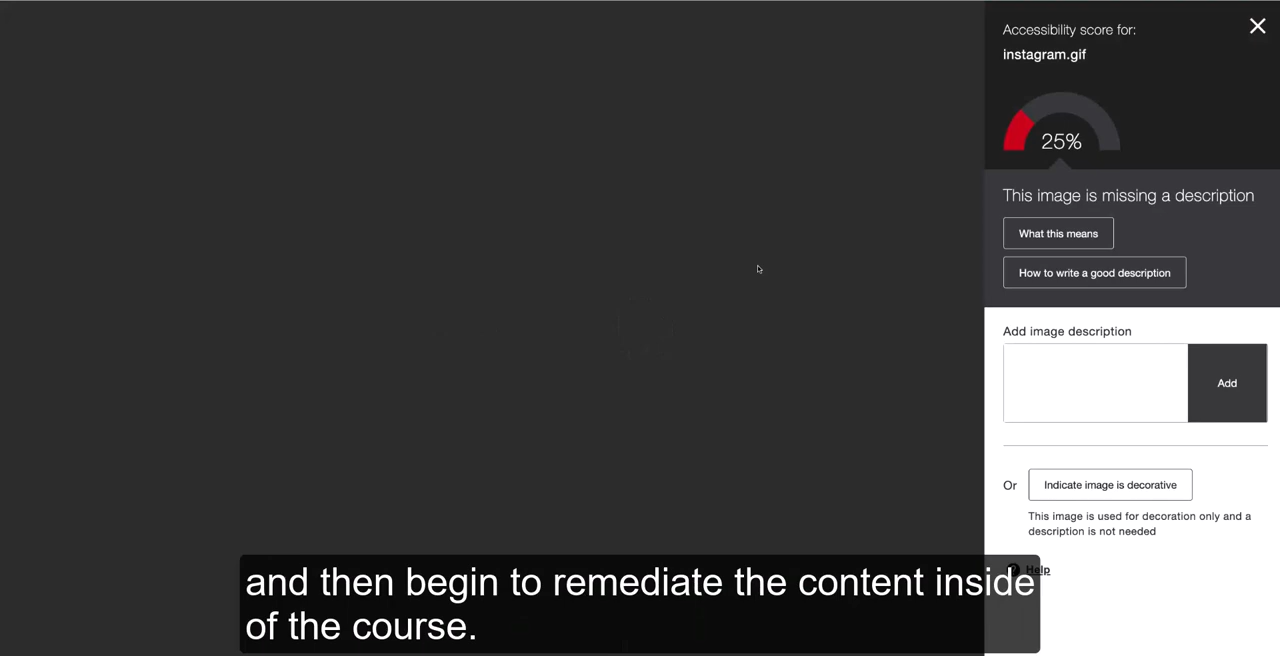 Accessibility score for:
instagram.gif
25%
This image is missing a description
What this means
How to write a good description
Add image description
Add
Or
Indicate image is decorative
This image is used for decoration only and a
description is not needed
Help
and then begin to remediate the content inside
of the course.